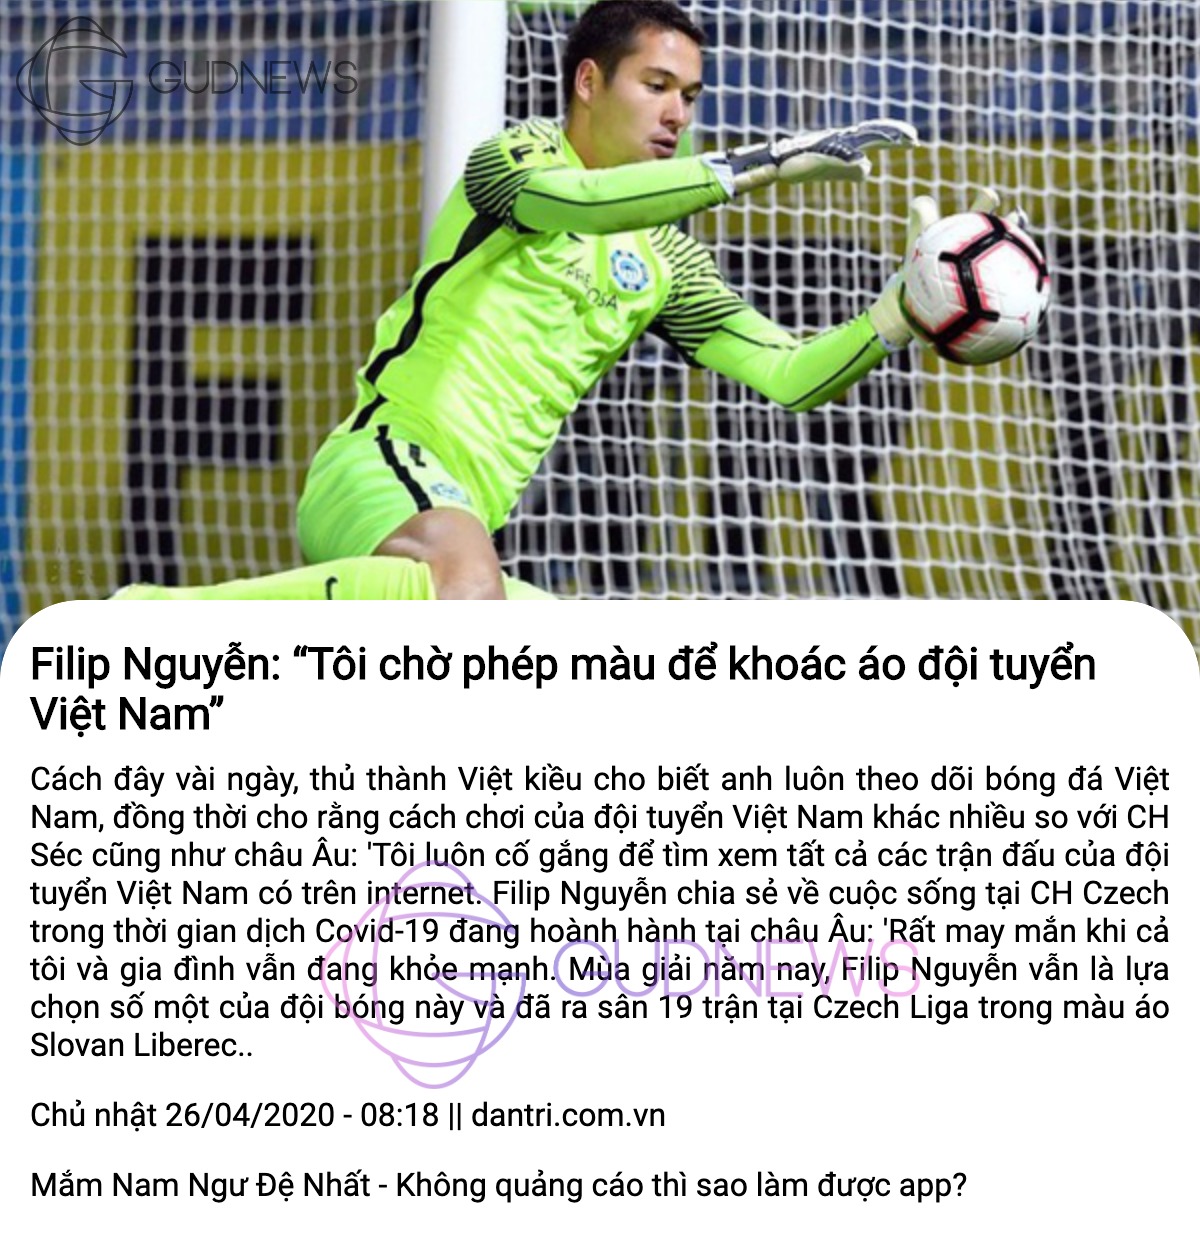 GUDNEWS
PRECIOSA
Filip Nguyễn: “Tôi chờ phép màu để khoác áo đội tuyển
Việt Nam”
Cách đây vài ngày, thủ thành Việt kiều cho biết anh luôn theo dõi bóng đá Việt
Nam, đồng thời cho rằng cách chơi của đội tuyển Việt Nam khác nhiều so với CH
Séc cũng như châu Âu: 'Tôi luôn cố gắng để tìm xem tất cả các trận đấu của đội
tuyển Việt Nam có trên internet. Filip Nguyễn chia sẻ về cuộc sống tại CH Czech
trong thời gian dịch Covid-19 đang hoành hành tại châu Âu: 'Rất may mắn khi cả
tôi và gia đình vẫn đang khỏe mạnh. Mùa giải năm nay, Filip Nguyễn vẫn là lựa
chọn số một của đội bóng này và đã ra sân 19 trận tại Czech Liga trong màu áo
Slovan Liberec..
GUDNEWS
Chủ nhật 26/04/2020 - 08:18 || dantri.com.vn
Mắm Nam Ngư Đệ Nhất - Không quảng cáo thì sao làm được app?